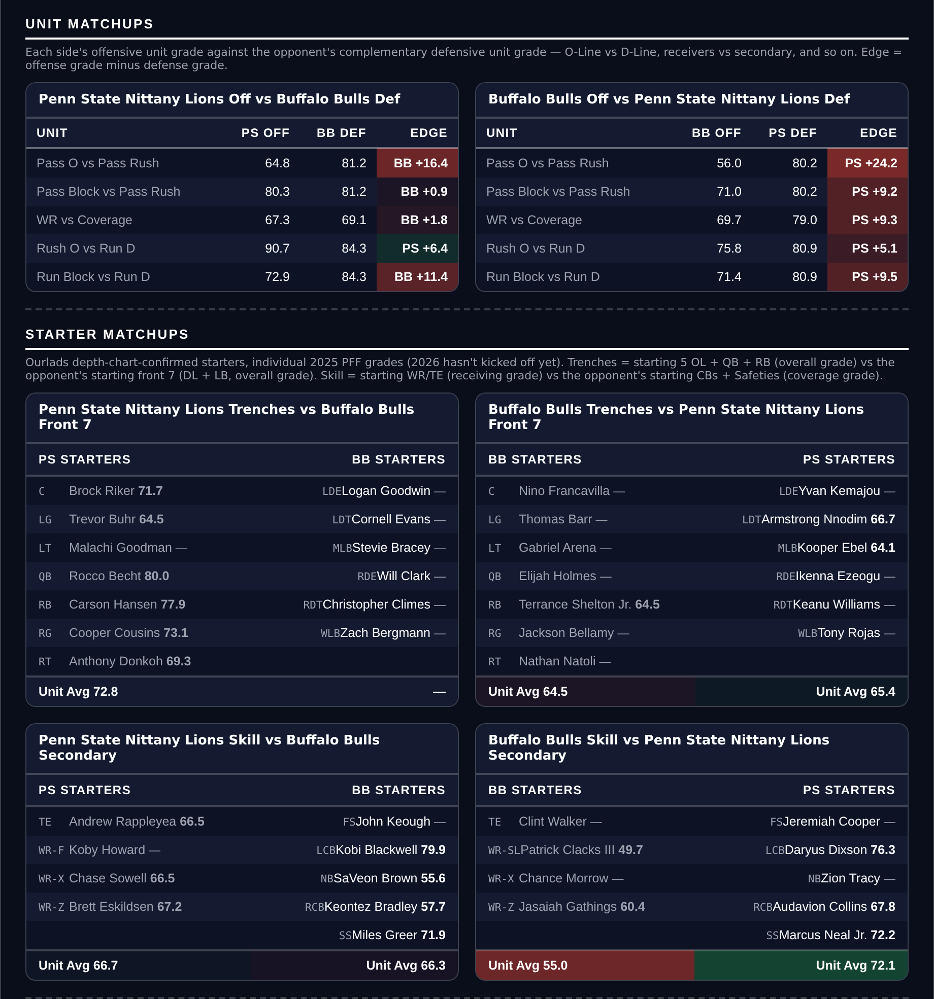 UNIT MATCHUPS
Each side's offensive unit grade against the opponent's complementary defensive unit grade — O-Line vs D-Line, receivers vs secondary, and so on. Edge =
offense grade minus defense grade.
Penn State Nittany Lions Off vs Buffalo Bulls Def
UNIT PS OFF BB DEF EDGE
Pass O vs Pass Rush 64.8 81.2 BB +16.4
Pass Block vs Pass Rush 80.3 81.2 BB +0.9
WR vs Coverage 67.3 69.1 BB +1.8
Rush O vs Run D 90.7 84.3 PS +6.4
Run Block vs Run D 72.9 84.3 BB +11.4
Buffalo Bulls Off vs Penn State Nittany Lions Def
UNIT BB OFF PS DEF EDGE
Pass O vs Pass Rush 56.0 80.2 PS +24.2
Pass Block vs Pass Rush 71.0 80.2 PS +9.2
WR vs Coverage 69.7 79.0 PS +9.3
Rush O vs Run D 75.8 80.9 PS +5.1
Run Block vs Run D 71.4 80.9 PS +9.5
STARTER MATCHUPS
Ourlads depth-chart-confirmed starters, individual 2025 PFF grades (2026 hasn't kicked off yet). Trenches = starting 5 OL + QB + RB (overall grade) vs the
opponent's starting front 7 (DL + LB, overall grade). Skill = starting WR/TE (receiving grade) vs the opponent's starting CBs + Safeties (coverage grade).
Penn State Nittany Lions Trenches vs Buffalo Bulls
Front 7
PS STARTERS BB STARTERS
C Brock Riker 71.7 LDELogan Goodwin —
LG Trevor Buhr 64.5 LDTCornell Evans —
LT Malachi Goodman — MLBStevie Bracey —
QB Rocco Becht 80.0 RDEWill Clark —
RB Carson Hansen 77.9 RDTChristopher Climes —
RG Cooper Cousins 73.1 WLBZach Bergmann —
RT Anthony Donkoh 69.3
Unit Avg 72.8 —
Buffalo Bulls Trenches vs Penn State Nittany Lions
Front 7
BB STARTERS PS STARTERS
C Nino Francavilla — LDEYvan Kemajou —
LG Thomas Barr — LDTArmstrong Nnodim 66.7
LT Gabriel Arena — MLBKooper Ebel 64.1
QB Elijah Holmes — RDEIkenna Ezeogu —
RB Terrance Shelton Jr. 64.5 RDTKeanu Williams —
RG Jackson Bellamy — WLBTony Rojas —
RT Nathan Natoli —
Unit Avg 64.5 Unit Avg 65.4
Penn State Nittany Lions Skill vs Buffalo Bulls
Secondary
PS STARTERS BB STARTERS
TE Andrew Rappleyea 66.5 FSJohn Keough —
WR-F Koby Howard — LCBKobi Blackwell 79.9
WR-X Chase Sowell 66.5 NBSaVeon Brown 55.6
WR-Z Brett Eskildsen 67.2 RCBKeontez Bradley 57.7
SSMiles Greer 71.9
Unit Avg 66.7 Unit Avg 66.3
Buffalo Bulls Skill vs Penn State Nittany Lions
Secondary
BB STARTERS PS STARTERS
TE Clint Walker — FSJeremiah Cooper —
WR-SLPatrick Clacks III 49.7 LCBDaryus Dixson 76.3
WR-X Chance Morrow — NBZion Tracy —
WR-Z Jasaiah Gathings 60.4 RCBAudavion Collins 67.8
SSMarcus Neal Jr. 72.2
Unit Avg 55.0 Unit Avg 72.1